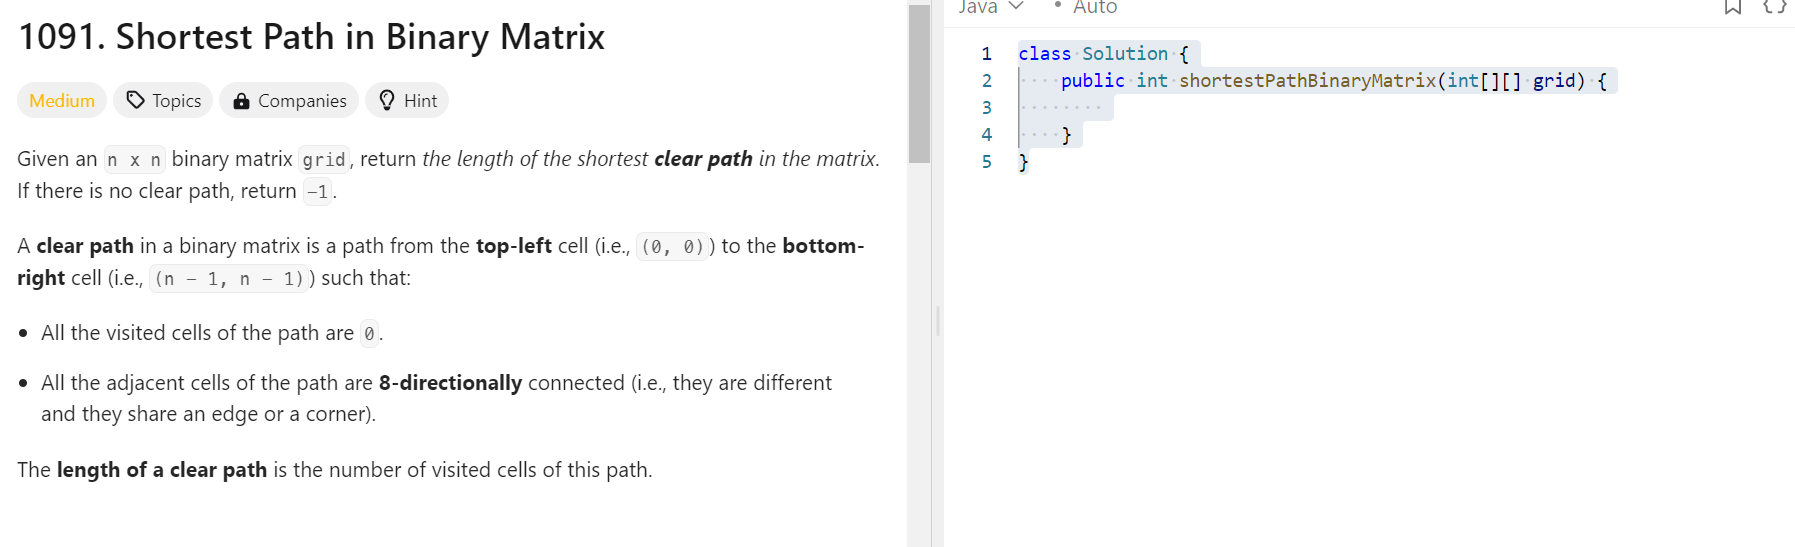 1091. Shortest Path in Binary Matrix
Medium
Topics
Companies
Hint
Given an n x n binary matrix grid, return the length of the shortest clear path in the matrix.
If there is no clear path, return -1.
A clear path in a binary matrix is a path from the top-left cell (i.e., (0, 0)) to the bottom-
right cell (i.e., (n - 1, n - 1)) such that:
• All the visited cells of the path are 0.
• All the adjacent cells of the path are 8-directionally connected (i.e., they are different
and they share an edge or a corner).
The length of a clear path is the number of visited cells of this path.
Java
• Auto
1 class Solution {
2     public int shortestPathBinaryMatrix(int[][] grid) {
3
4     }
5 }